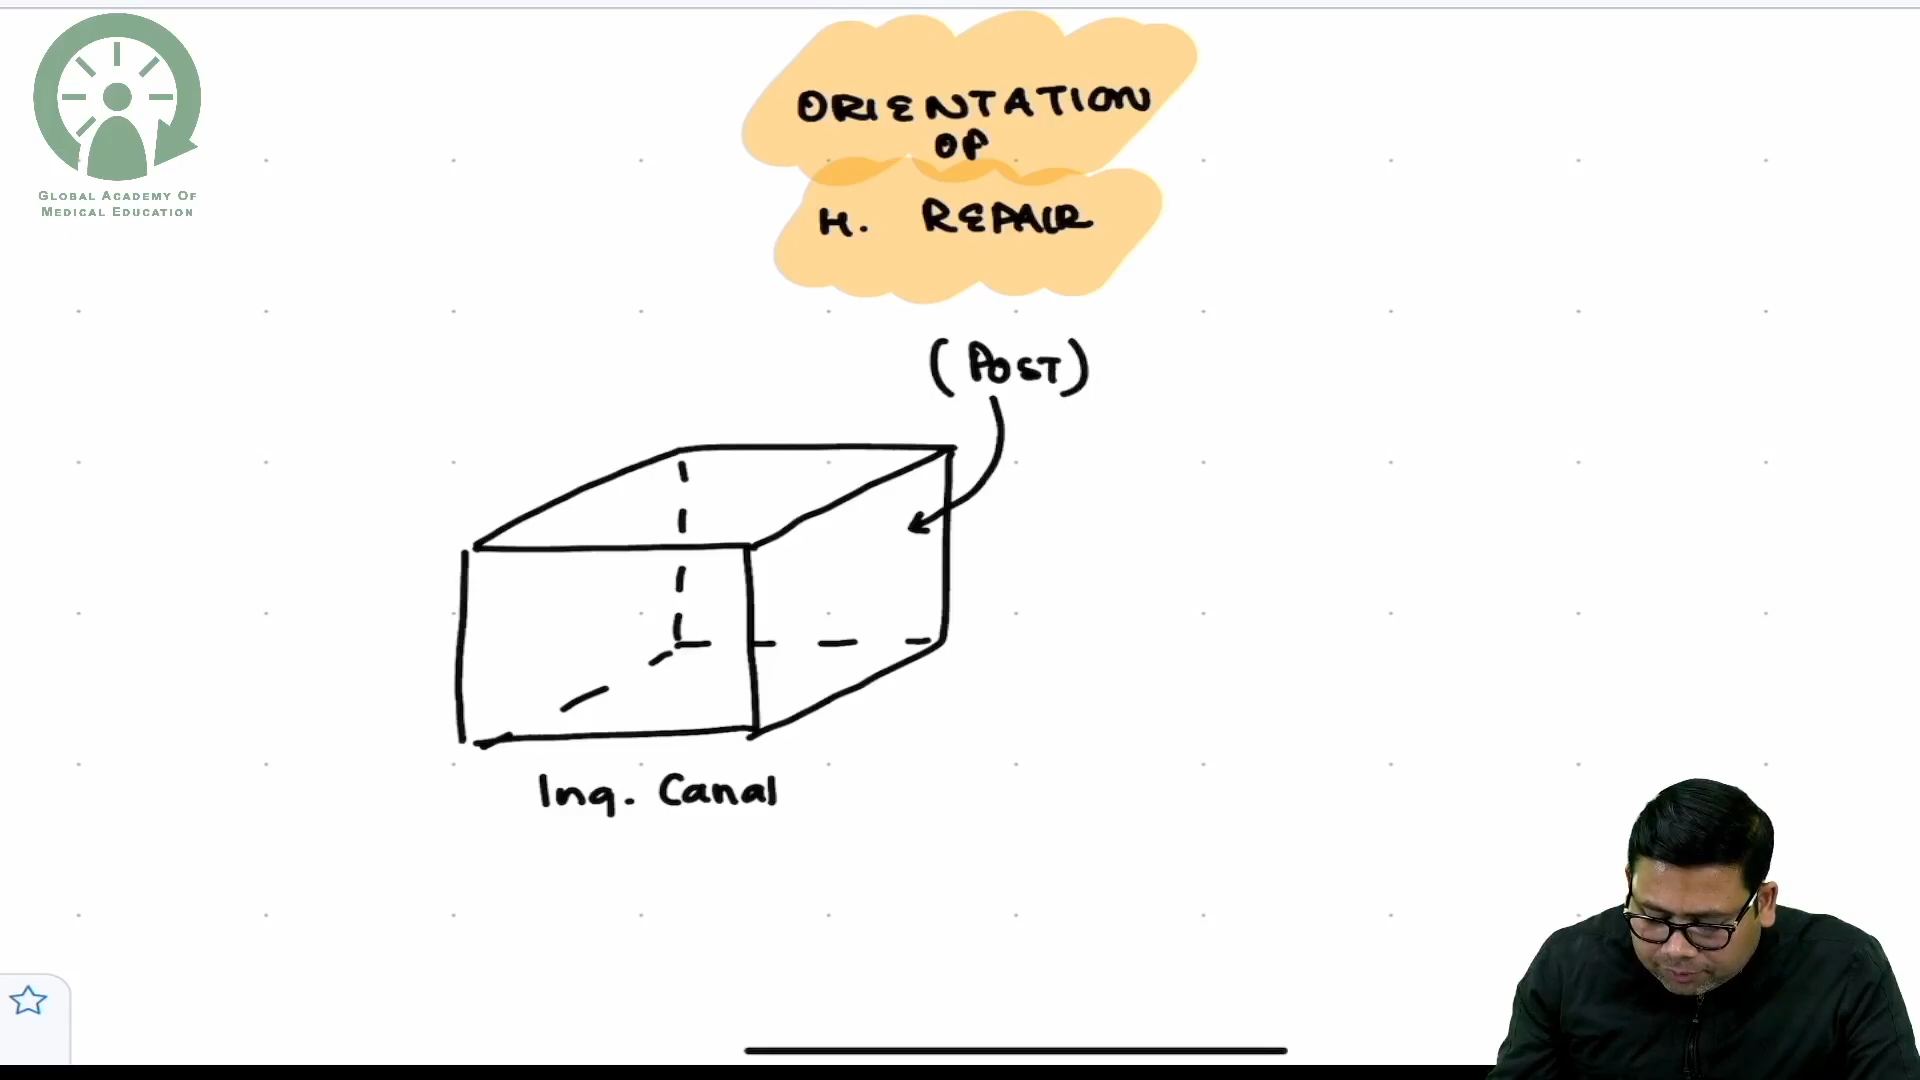 GLOBAL ACADEMY OF
MEDICAL EDUCATION
ORIENTATION
OF
H. REPAIR
(POST)
Ing. Canal